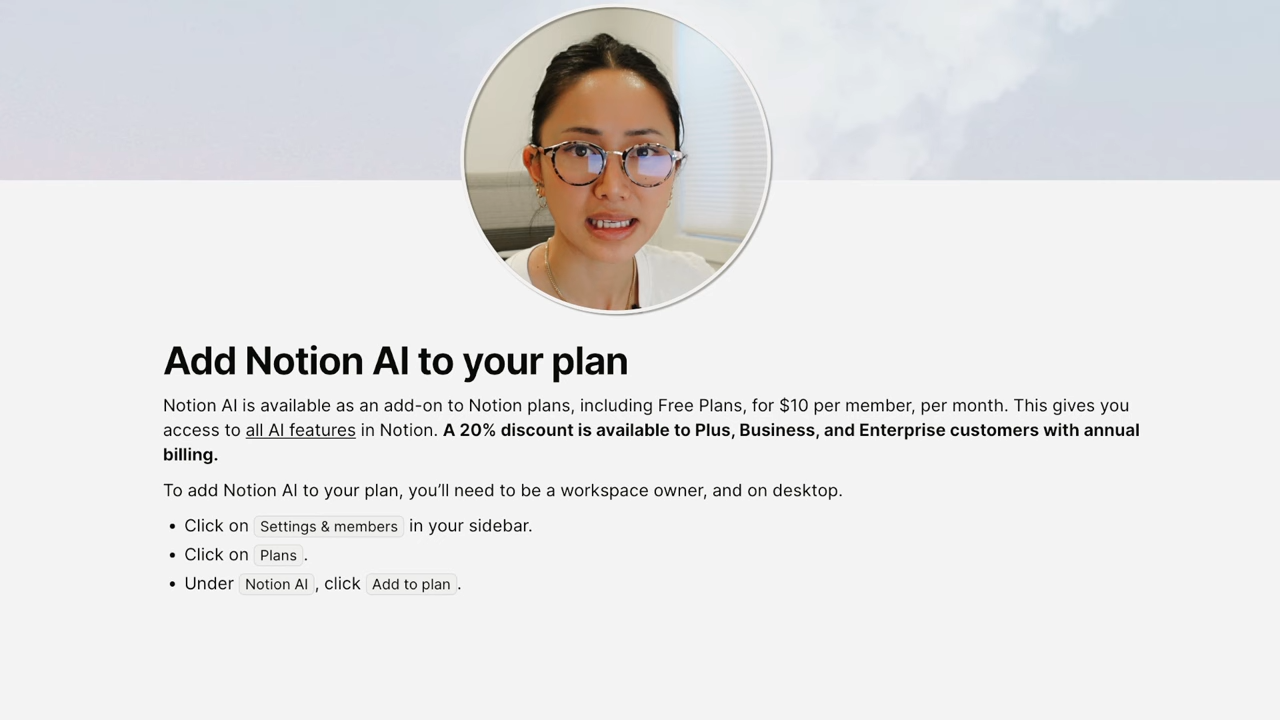 Add Notion AI to your plan
Notion AI is available as an add-on to Notion plans, including Free Plans, for $10 per member, per month. This gives you
access to all AI features in Notion. A 20% discount is available to Plus, Business, and Enterprise customers with annual
billing.
To add Notion AI to your plan, you’ll need to be a workspace owner, and on desktop.
• Click on Settings & members in your sidebar.
• Click on Plans.
• Under Notion AI, click Add to plan.